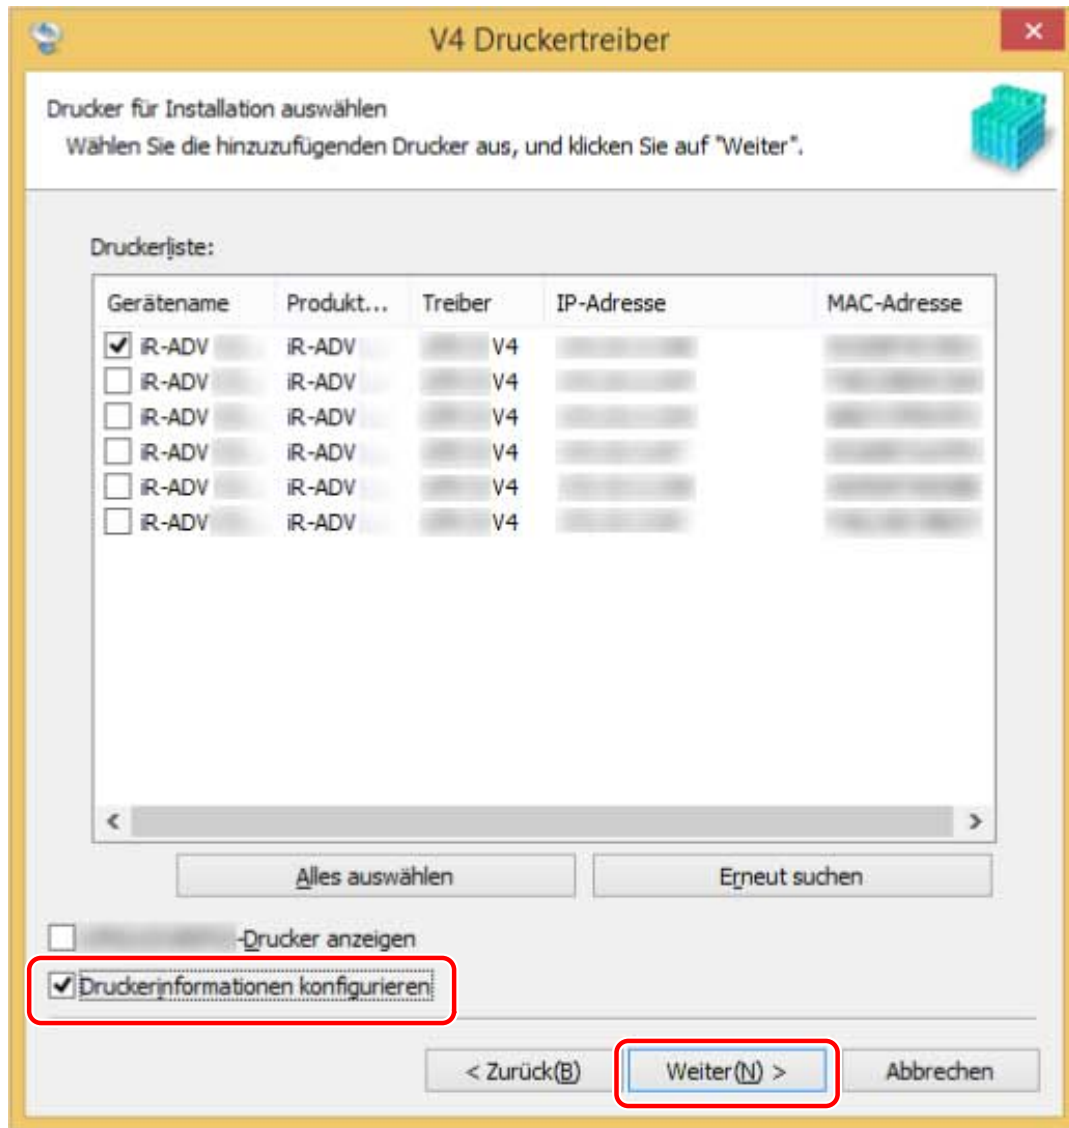 V4 Druckertreiber
Drucker für Installation auswählen
Wählen Sie die hinzuzufügenden Drucker aus, und klicken Sie auf "Weiter".
Druckerliste:
Gerätename Produkt... Treiber IP-Adresse MAC-Adresse
iR-ADV iR-ADV V4
iR-ADV iR-ADV V4
iR-ADV iR-ADV V4
iR-ADV iR-ADV V4
iR-ADV iR-ADV V4
iR-ADV iR-ADV V4
Alles auswählen Erneut suchen
-Drucker anzeigen
Druckerinformationen konfigurieren
< Zurück(B) Weiter(N) > Abbrechen